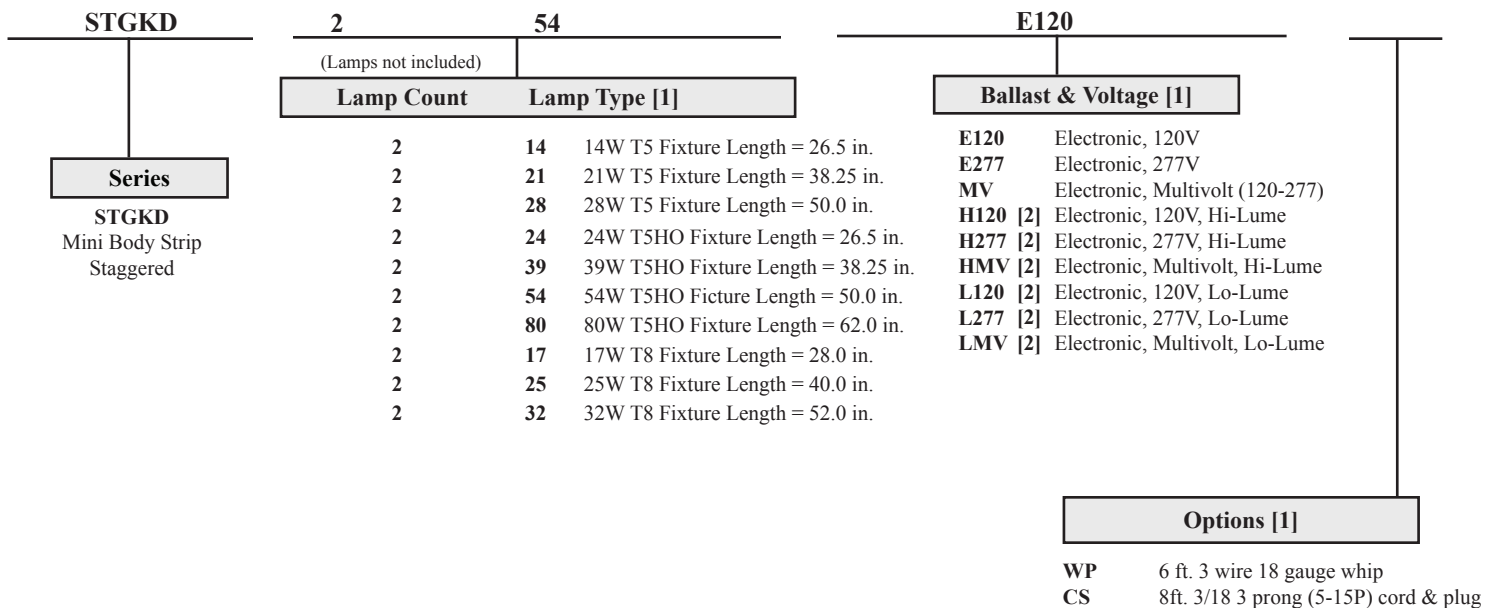 STGKD 2 54 E120
(Lamps not included)
Lamp Count Lamp Type [1]
2 14 14W T5 Fixture Length = 26.5 in.
2 21 21W T5 Fixture Length = 38.25 in.
2 28 28W T5 Fixture Length = 50.0 in.
2 24 24W T5HO Fixture Length = 26.5 in.
2 39 39W T5HO Fixture Length = 38.25 in.
2 54 54W T5HO Ficture Length = 50.0 in.
2 80 80W T5HO Fixture Length = 62.0 in.
2 17 17W T8 Fixture Length = 28.0 in.
2 25 25W T8 Fixture Length = 40.0 in.
2 32 32W T8 Fixture Length = 52.0 in.
Series
STGKD
Mini Body Strip
Staggered
Ballast & Voltage [1]
E120 Electronic, 120V
E277 Electronic, 277V
MV Electronic, Multivolt (120-277)
H120 [2] Electronic, 120V, Hi-Lume
H277 [2] Electronic, 277V, Hi-Lume
HMV [2] Electronic, Multivolt, Hi-Lume
L120 [2] Electronic, 120V, Lo-Lume
L277 [2] Electronic, 277V, Lo-Lume
LMV [2] Electronic, Multivolt, Lo-Lume
Options [1]
WP 6 ft. 3 wire 18 gauge whip
CS 8ft. 3/18 3 prong (5-15P) cord & plug